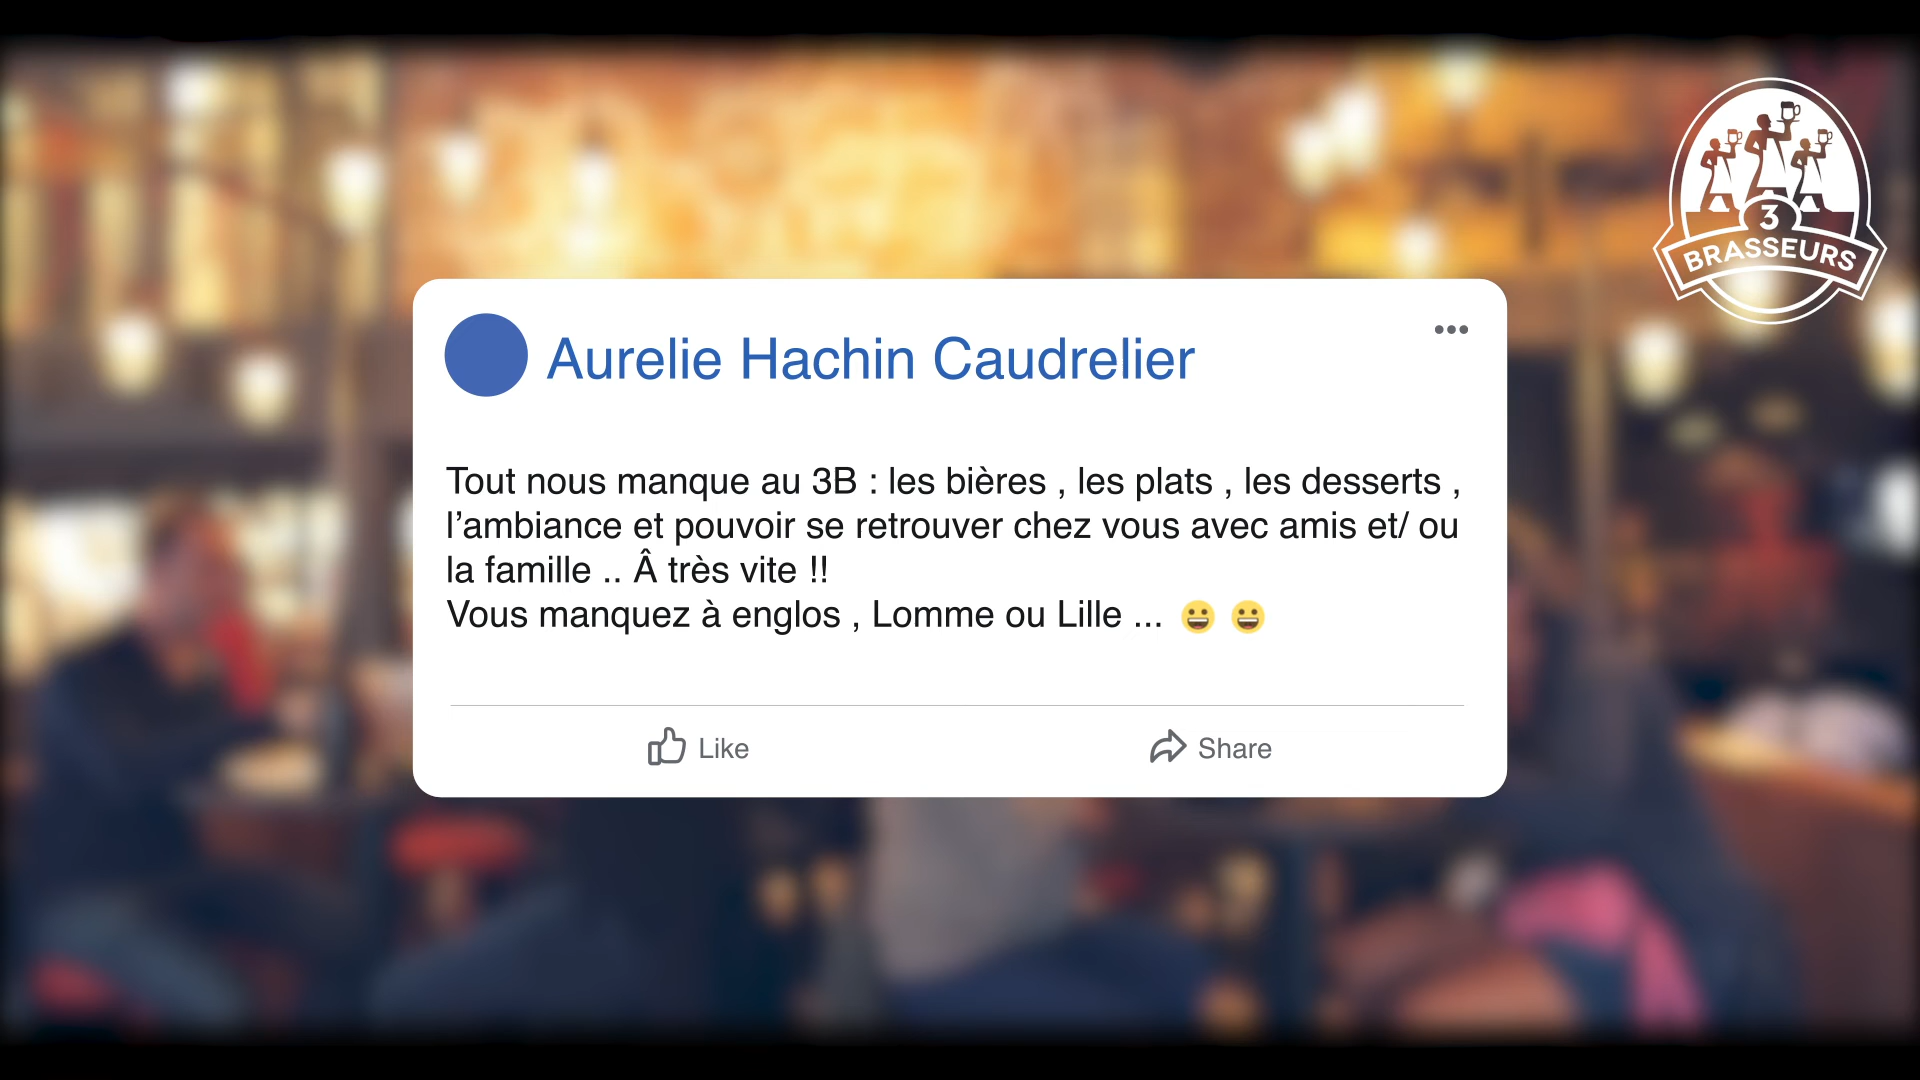 3
BRASSEURS
Aurelie Hachin Caudrelier
Tout nous manque au 3B : les bières , les plats , les desserts ,
l’ambiance et pouvoir se retrouver chez vous avec amis et/ ou
la famille .. Â très vite !!
Vous manquez à englos , Lomme ou Lille ... 😀 😀
Like
Share